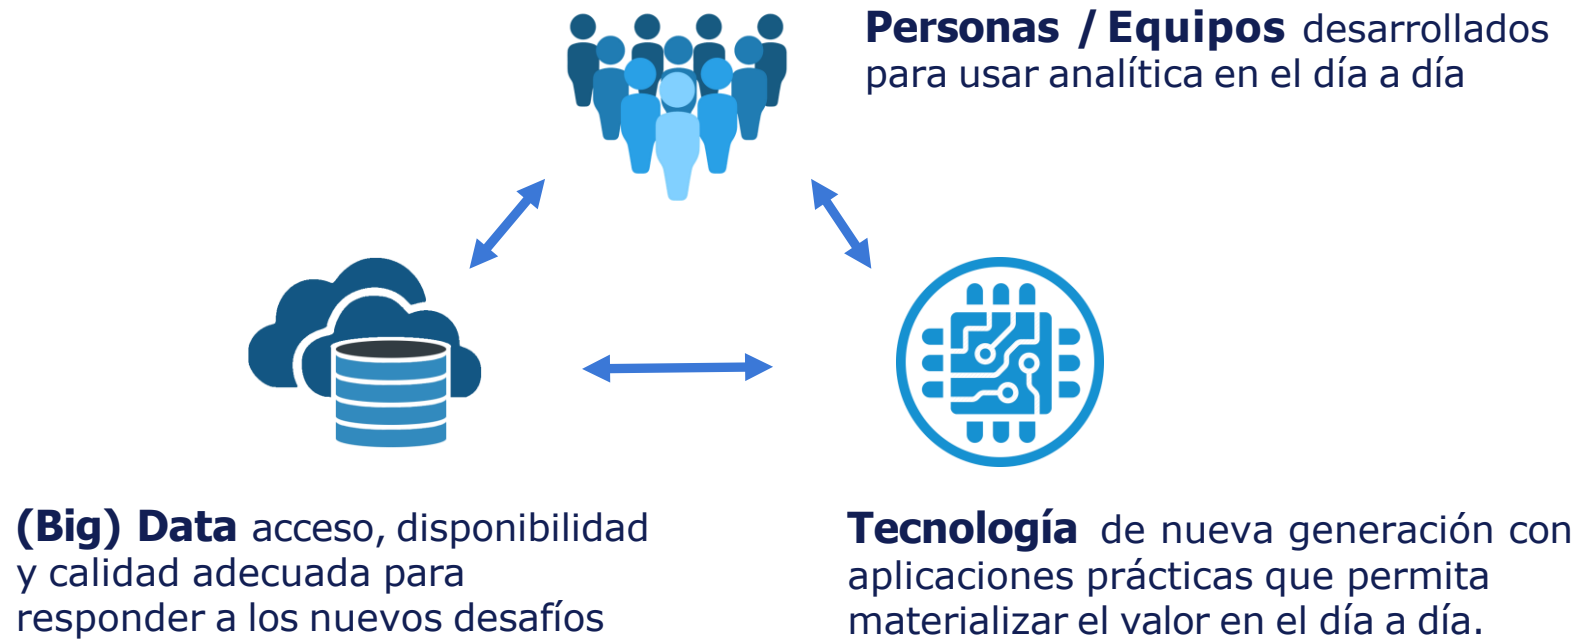 Personas / Equipos desarrollados
para usar analítica en el día a día
(Big) Data acceso, disponibilidad
y calidad adecuada para
responder a los nuevos desafíos
Tecnología de nueva generación con
aplicaciones prácticas que permita
materializar el valor en el día a día.